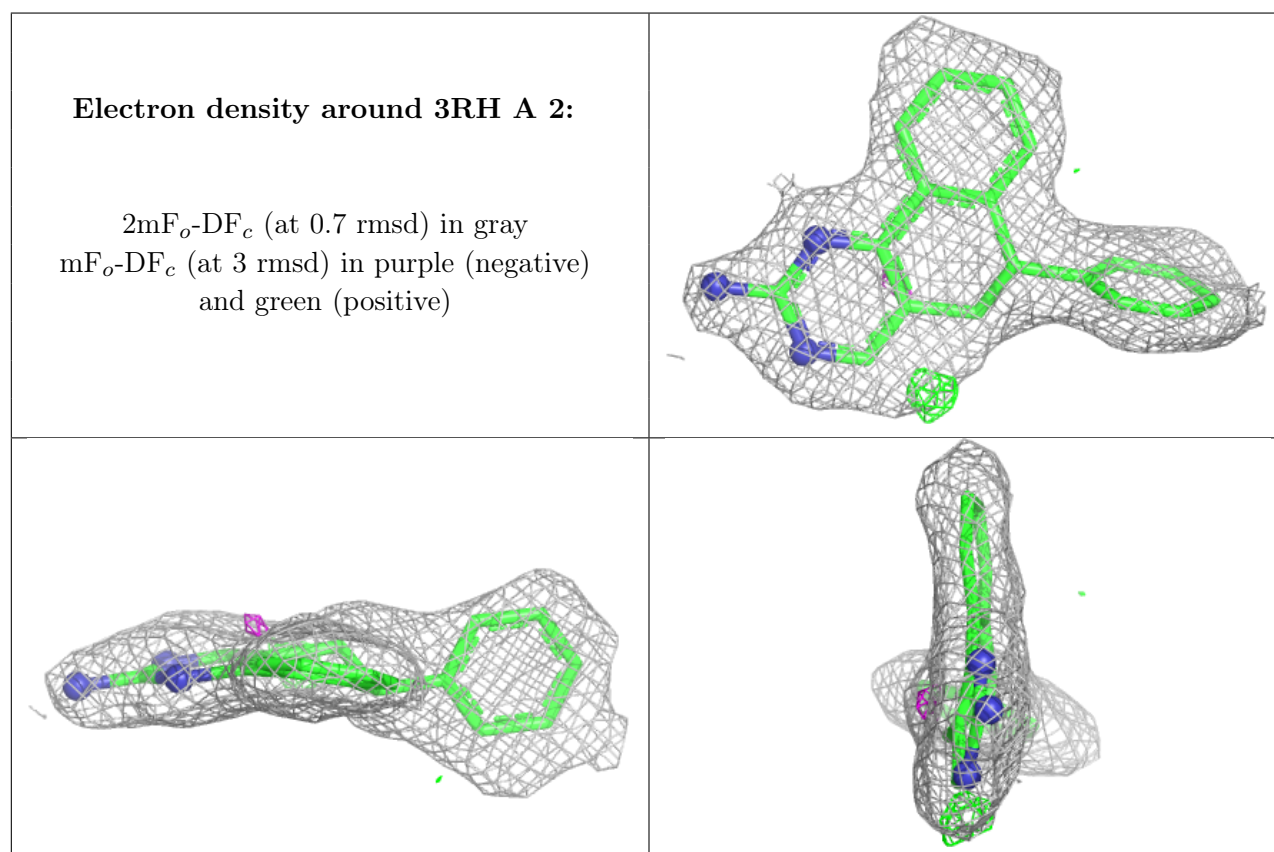 Electron density around 3RH A 2:
2mFₒ-DF𝒸 (at 0.7 rmsd) in gray
mFₒ-DF𝒸 (at 3 rmsd) in purple (negative)
and green (positive)